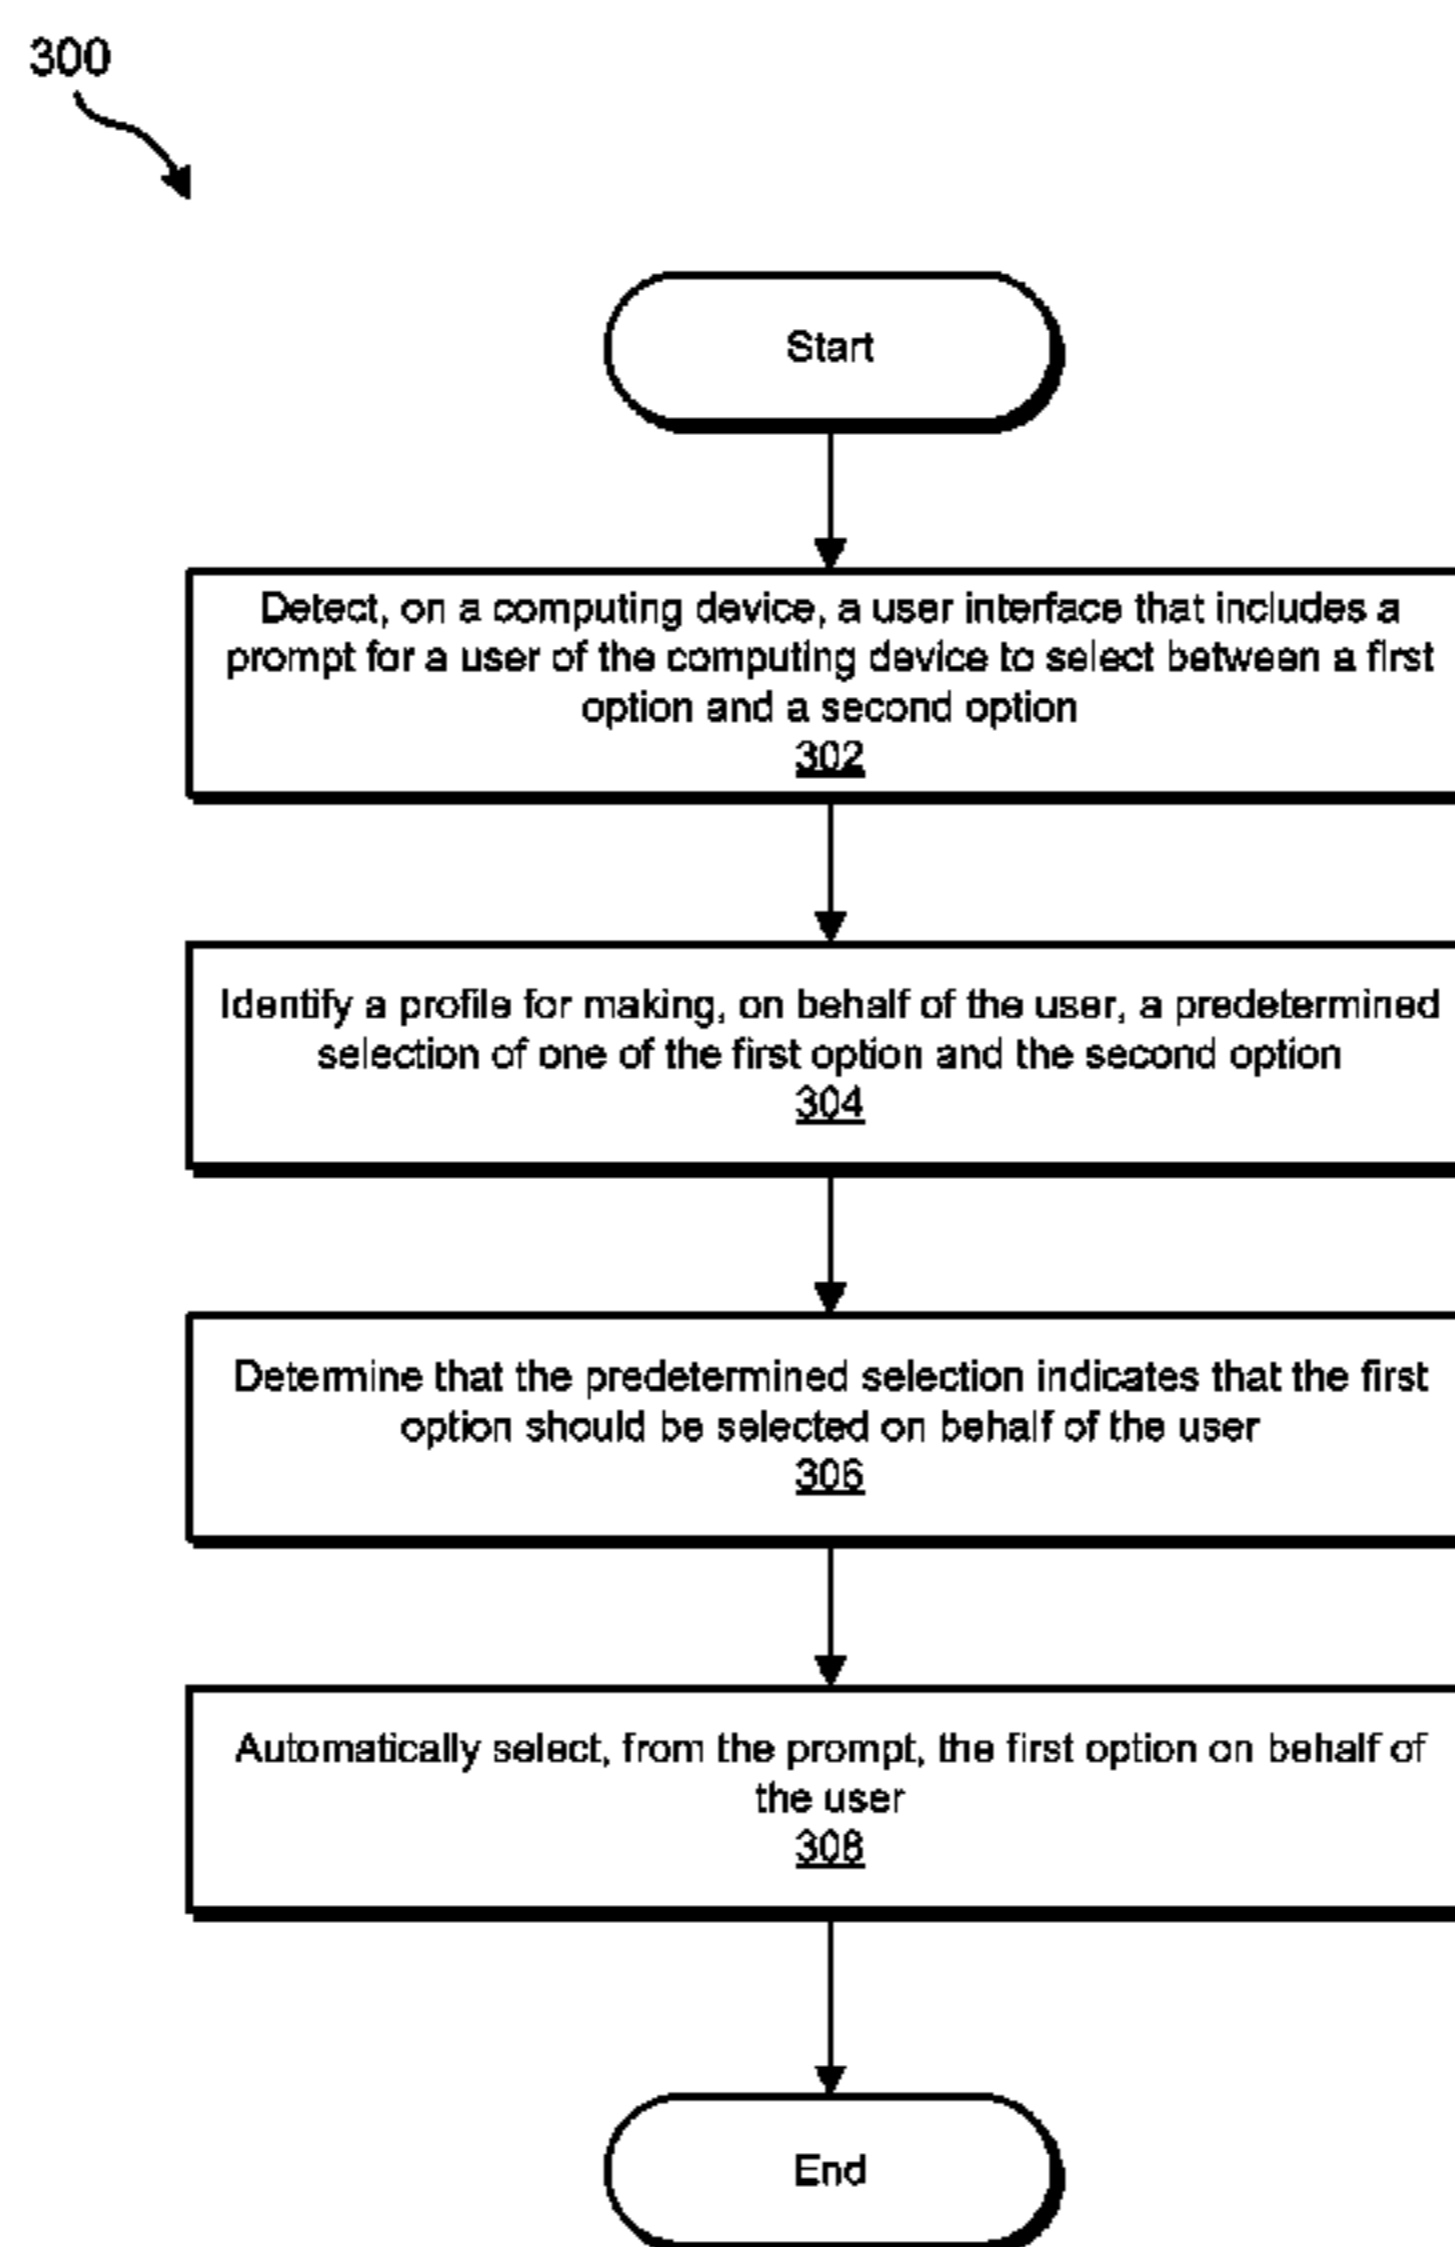 300
Start
Detect, on a computing device, a user interface that includes a
prompt for a user of the computing device to select between a first
option and a second option
302
Identify a profile for making, on behalf of the user, a predetermined
selection of one of the first option and the second option
304
Determine that the predetermined selection indicates that the first
option should be selected on behalf of the user
306
Automatically select, from the prompt, the first option on behalf of
the user
308
End